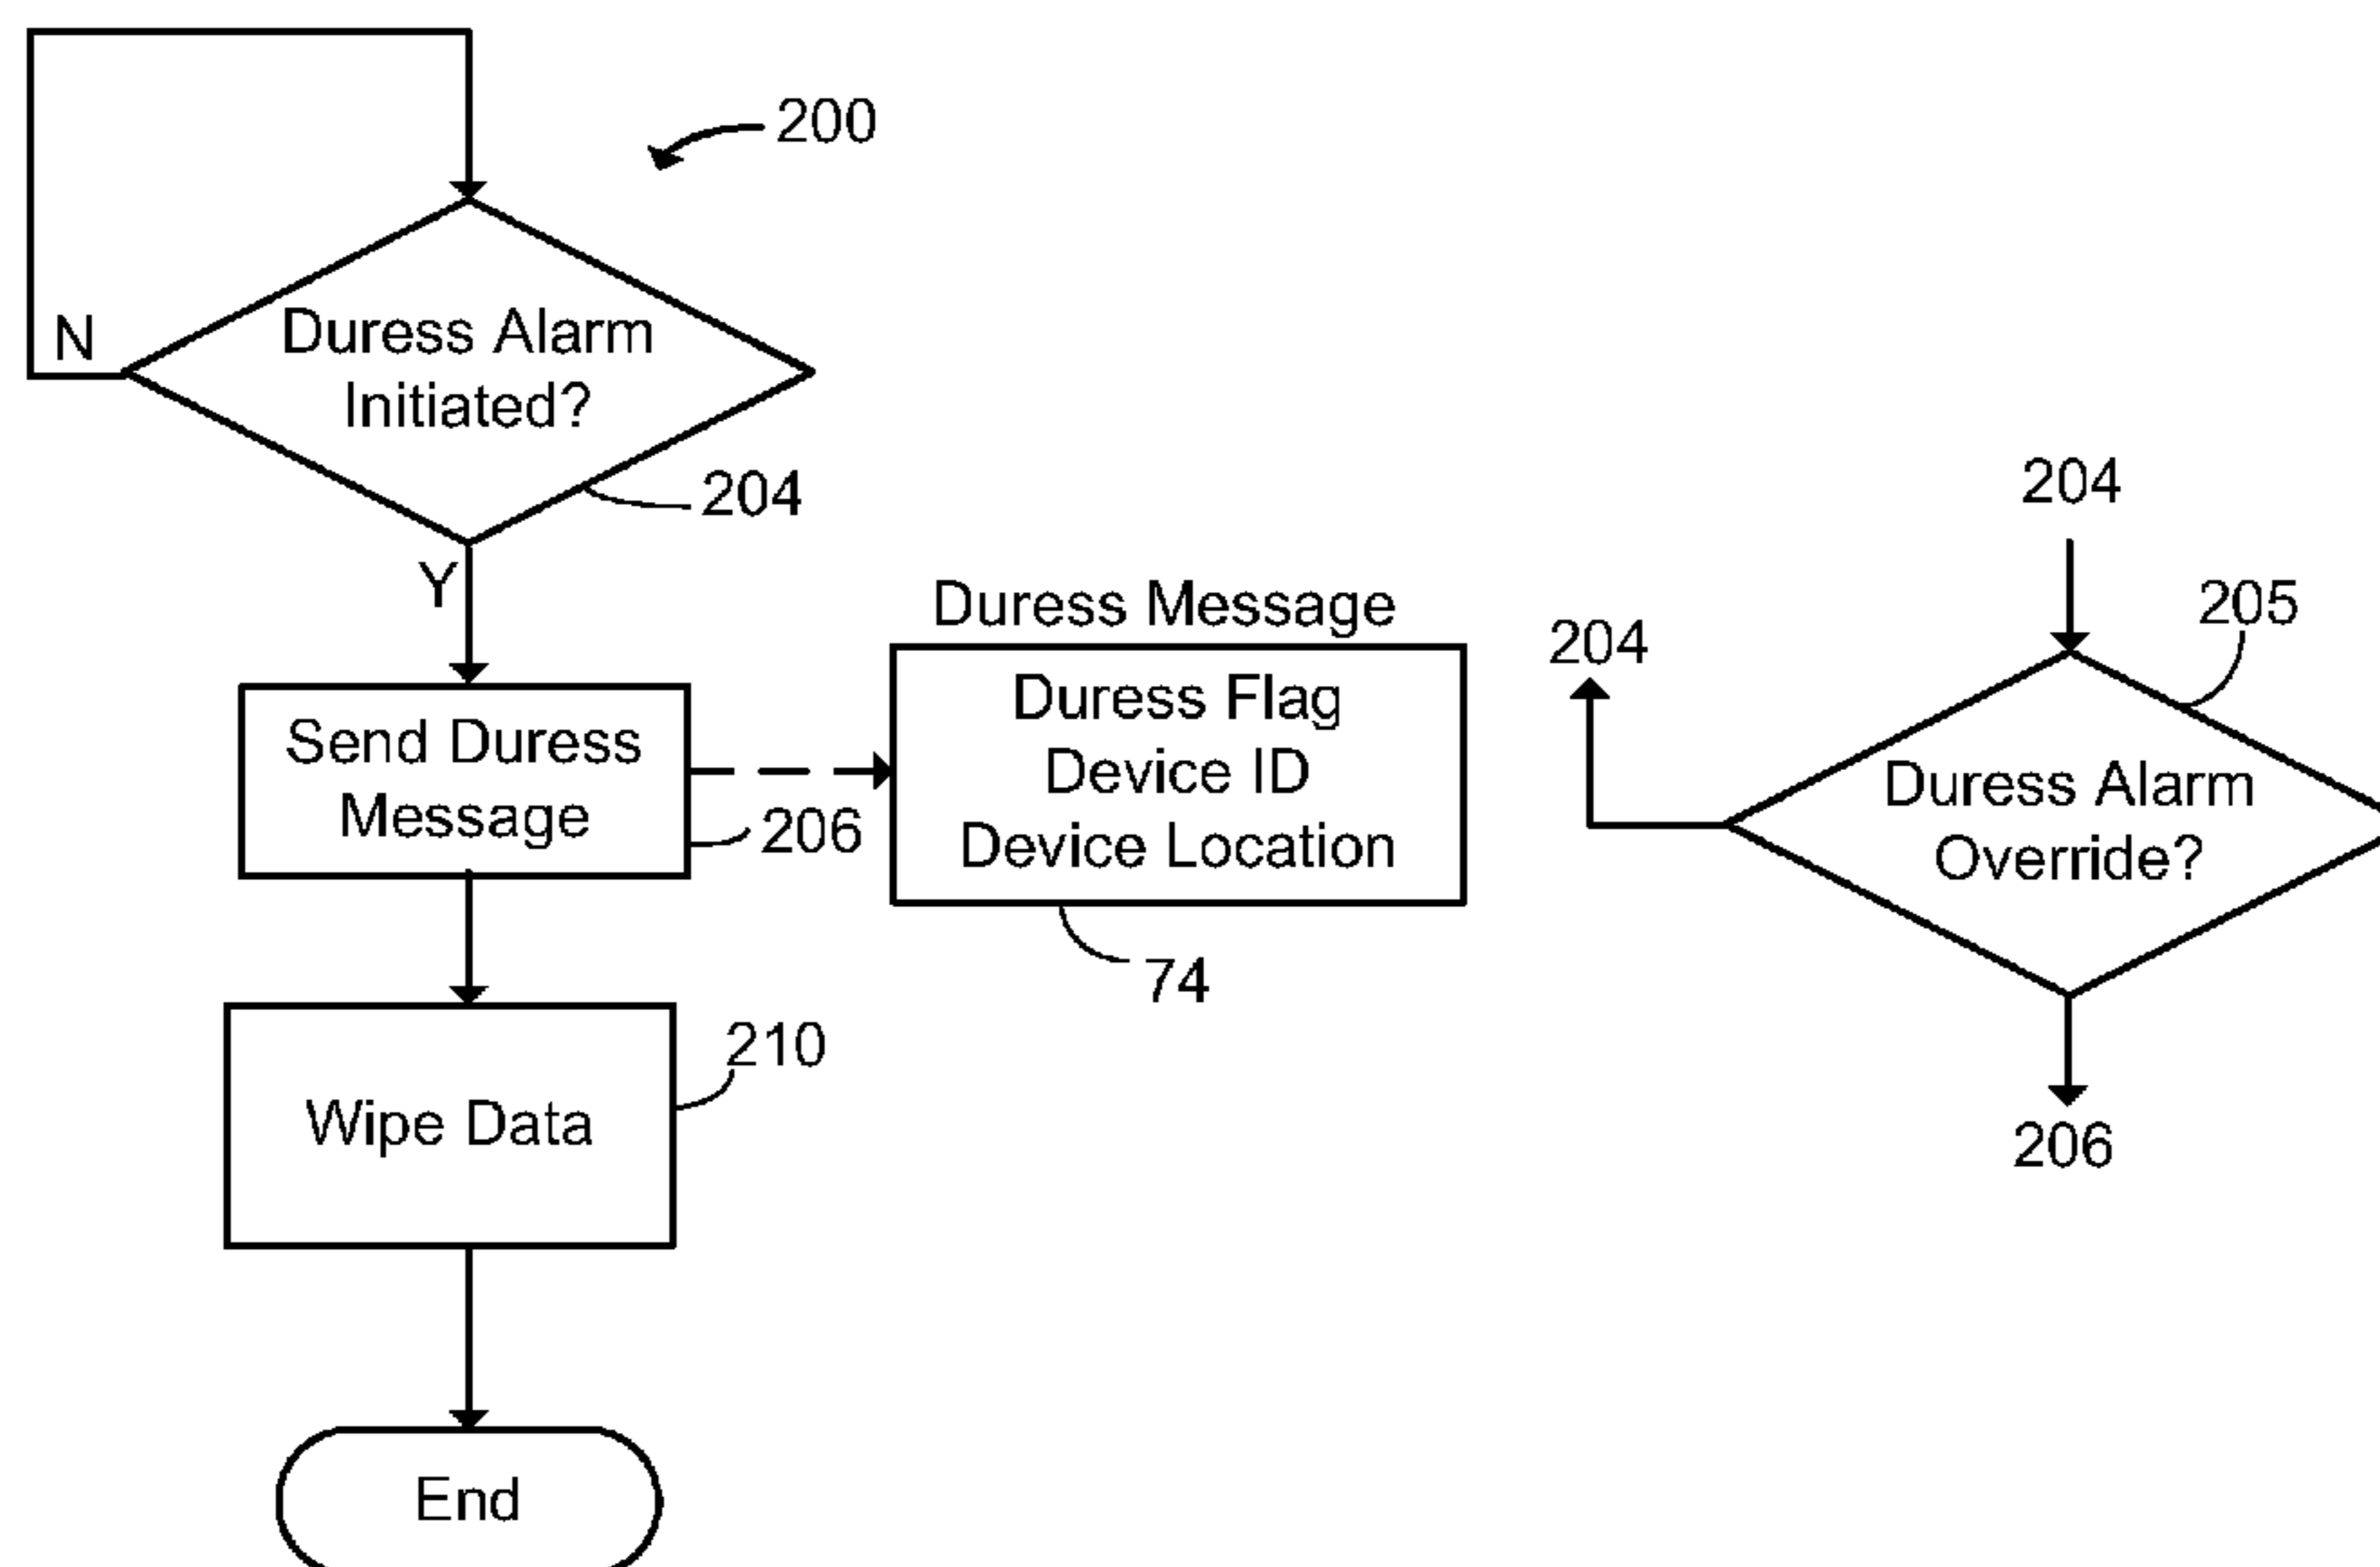 200
N
Duress Alarm
Initiated?
204
Y
Send Duress
Message
206
Duress Message
Duress Flag
Device ID
Device Location
74
210
Wipe Data
End
204
204
205
Duress Alarm
Override?
206